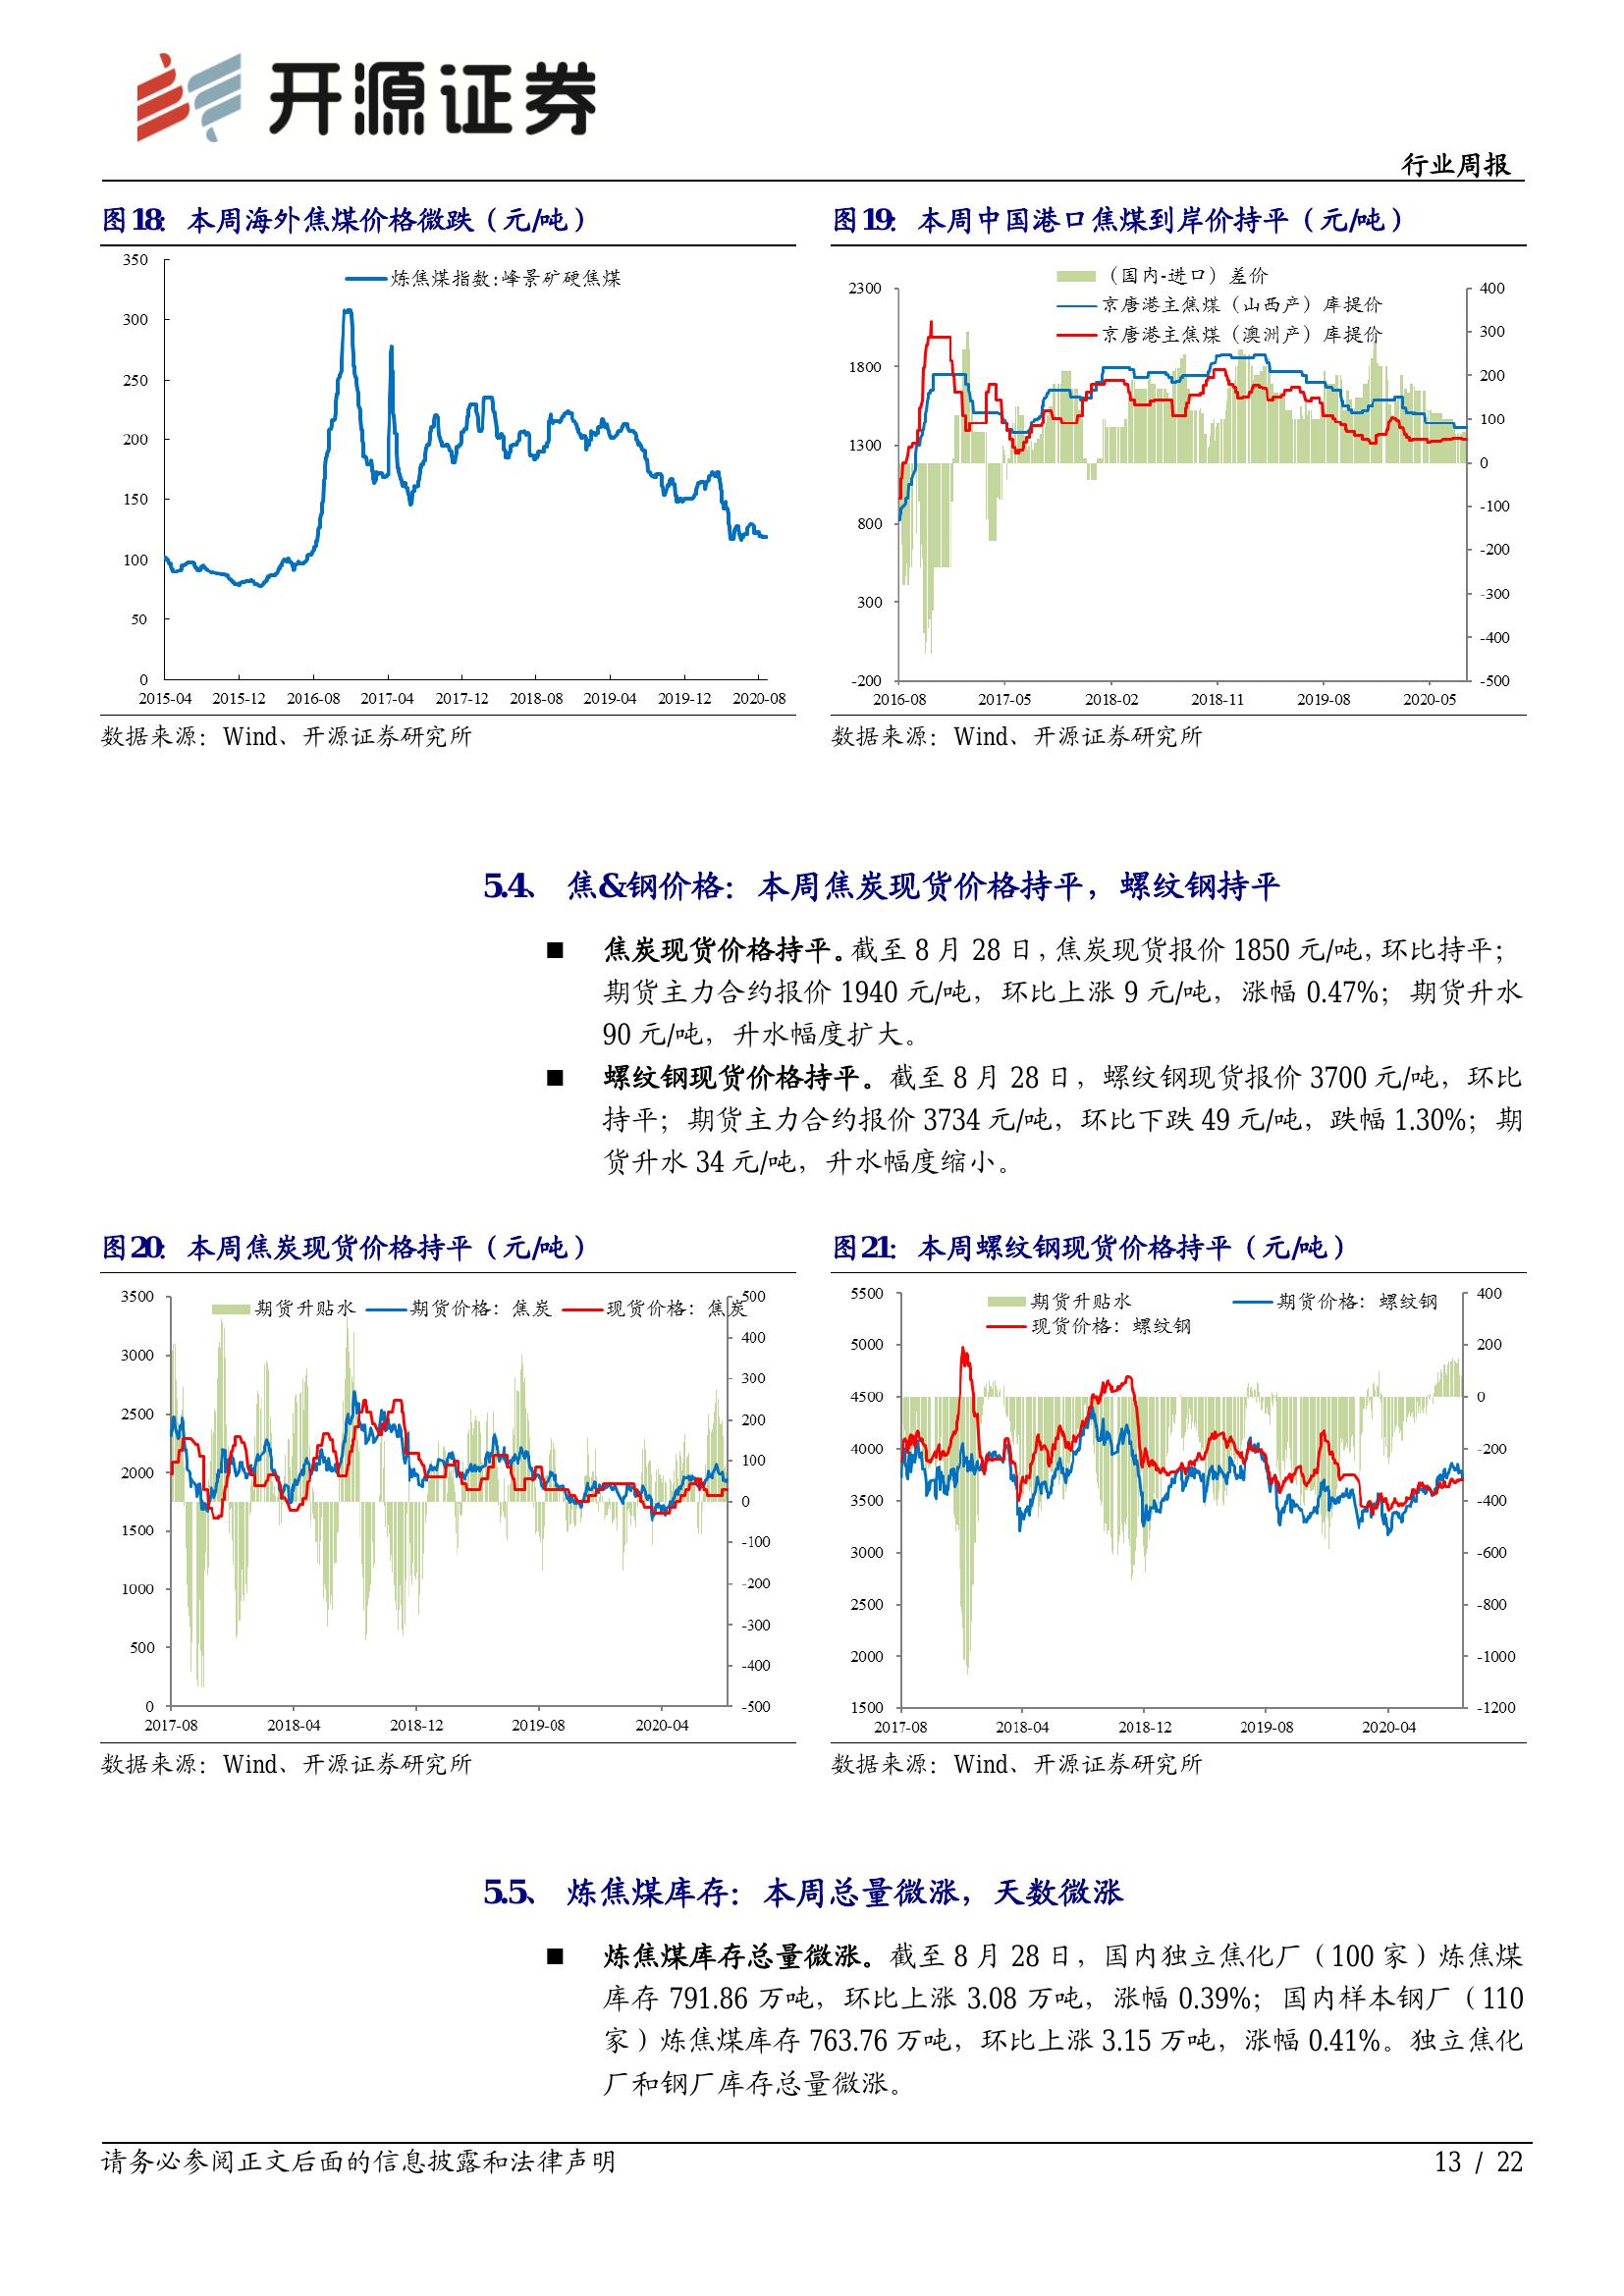 开源证券
行业周报
图18： 本周海外焦煤价格微跌（元/吨）
350
300
250
200
150
100
50
0
炼焦煤指数:峰景矿硬焦煤
2015-04 2015-12 2016-08 2017-04 2017-12 2018-08 2019-04 2019-12 2020-08
数据来源：Wind、开源证券研究所
图19： 本周中国港口焦煤到岸价持平（元/吨）
（国内-进口）差价
京唐港主焦煤（山西产）库提价
京唐港主焦煤（澳洲产）库提价
2300
1800
1300
800
300
-200
400
300
200
100
0
-100
-200
-300
-400
-500
2016-08 2017-05 2018-02 2018-11 2019-08 2020-05
数据来源：Wind、开源证券研究所
5.4、 焦&钢价格：本周焦炭现货价格持平，螺纹钢持平
■ 焦炭现货价格持平。截至 8 月 28 日，焦炭现货报价 1850 元/吨，环比持平；
期货主力合约报价 1940 元/吨，环比上涨 9 元/吨，涨幅 0.47%；期货升水
90 元/吨，升水幅度扩大。
■ 螺纹钢现货价格持平。截至 8 月 28 日，螺纹钢现货报价 3700 元/吨，环比
持平；期货主力合约报价 3734 元/吨，环比下跌 49 元/吨，跌幅 1.30%；期
货升水 34 元/吨，升水幅度缩小。
图20： 本周焦炭现货价格持平（元/吨）
期货升贴水 期货价格：焦炭 现货价格：焦炭
3500
3000
2500
2000
1500
1000
500
0
500
400
300
200
100
0
-100
-200
-300
-400
-500
2017-08 2018-04 2018-12 2019-08 2020-04
数据来源：Wind、开源证券研究所
图21： 本周螺纹钢现货价格持平（元/吨）
期货升贴水 期货价格：螺纹钢
现货价格：螺纹钢
5500
5000
4500
4000
3500
3000
2500
2000
1500
400
200
0
-200
-400
-600
-800
-1000
-1200
2017-08 2018-04 2018-12 2019-08 2020-04
数据来源：Wind、开源证券研究所
5.5、 炼焦煤库存：本周总量微涨，天数微涨
■ 炼焦煤库存总量微涨。截至 8 月 28 日，国内独立焦化厂（100 家）炼焦煤
库存 791.86 万吨，环比上涨 3.08 万吨，涨幅 0.39%；国内样本钢厂（110
家）炼焦煤库存 763.76 万吨，环比上涨 3.15 万吨，涨幅 0.41%。独立焦化
厂和钢厂库存总量微涨。
请务必参阅正文后面的信息披露和法律声明
13 / 22